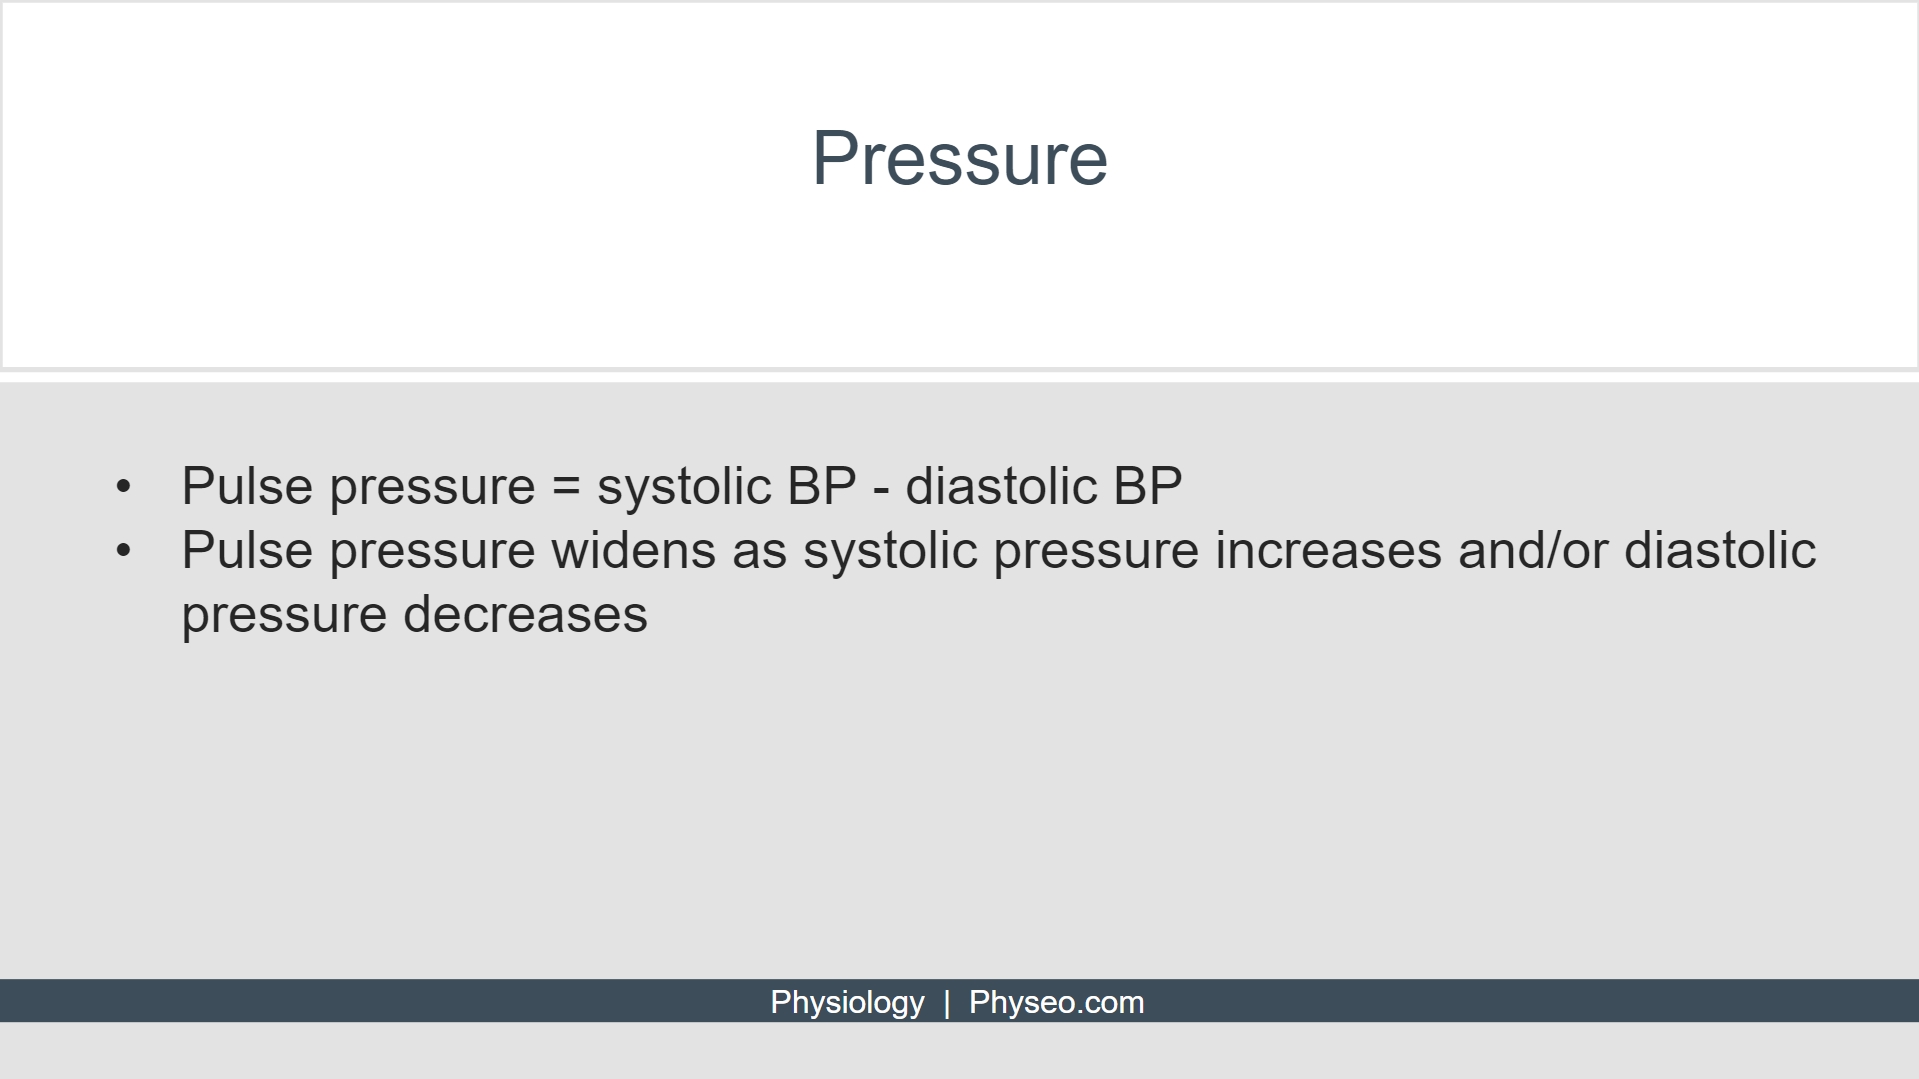 Pressure
• Pulse pressure = systolic BP - diastolic BP
• Pulse pressure widens as systolic pressure increases and/or diastolic
pressure decreases
Physiology | Physeo.com